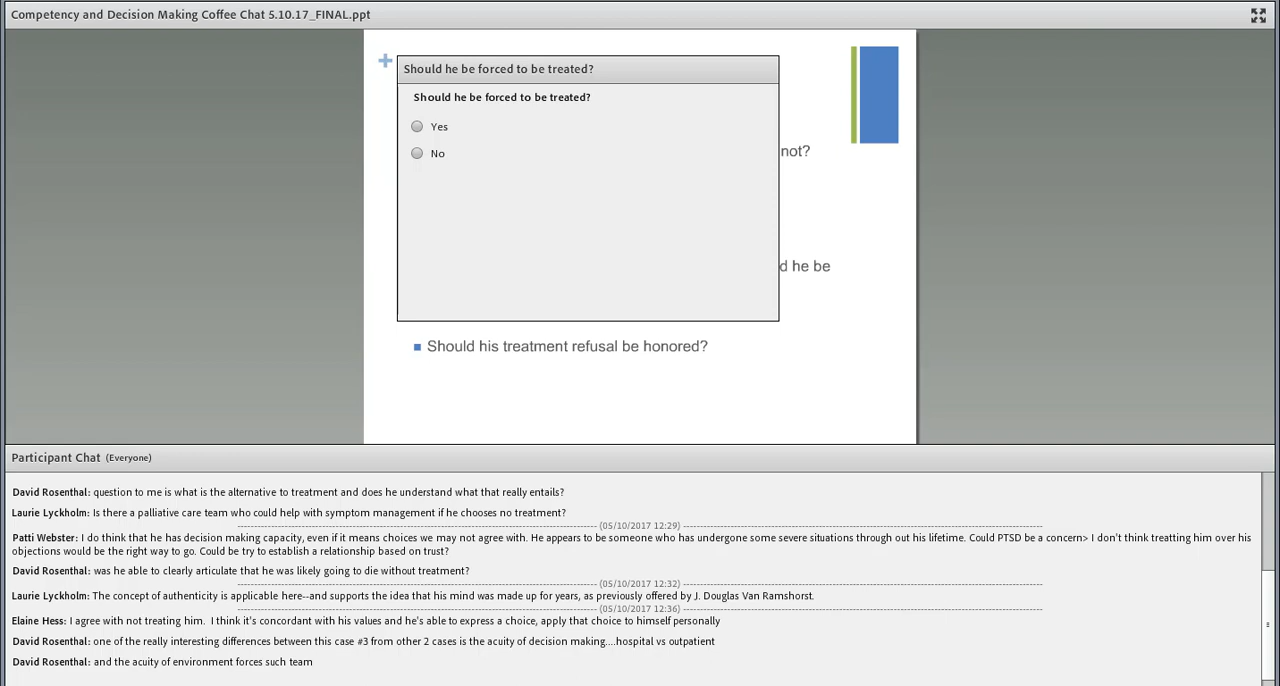 Competency and Decision Making Coffee Chat 5.10.17_FINAL.ppt
Should he be forced to be treated?
Should he be forced to be treated?
Yes
No
not?
d he be
Should his treatment refusal be honored?
Participant Chat (Everyone)
David Rosenthal: question to me is what is the alternative to treatment and does he understand what that really entails?
Laurie Lyckholm: Is there a palliative care team who could help with symptom management if he chooses no treatment?
(05/10/2017 12:29)
Patti Webster: I do think that he has decision making capacity, even if it means choices we may not agree with. He appears to be someone who has undergone some severe situations through out his lifetime. Could PTSD be a concern> I don't think treatting him over his
objections would be the right way to go. Could be try to establish a relationship based on trust?
David Rosenthal: was he able to clearly articulate that he was likely going to die without treatment?
(05/10/2017 12:32)
Laurie Lyckholm: The concept of authenticity is applicable here--and supports the idea that his mind was made up for years, as previously offered by J. Douglas Van Ramshorst.
(05/10/2017 12:36)
Elaine Hess: I agree with not treating him. I think it's concordant with his values and he's able to express a choice, apply that choice to himself personally
David Rosenthal: one of the really interesting differences between this case #3 from other 2 cases is the acuity of decision making....hospital vs outpatient
David Rosenthal: and the acuity of environment forces such team